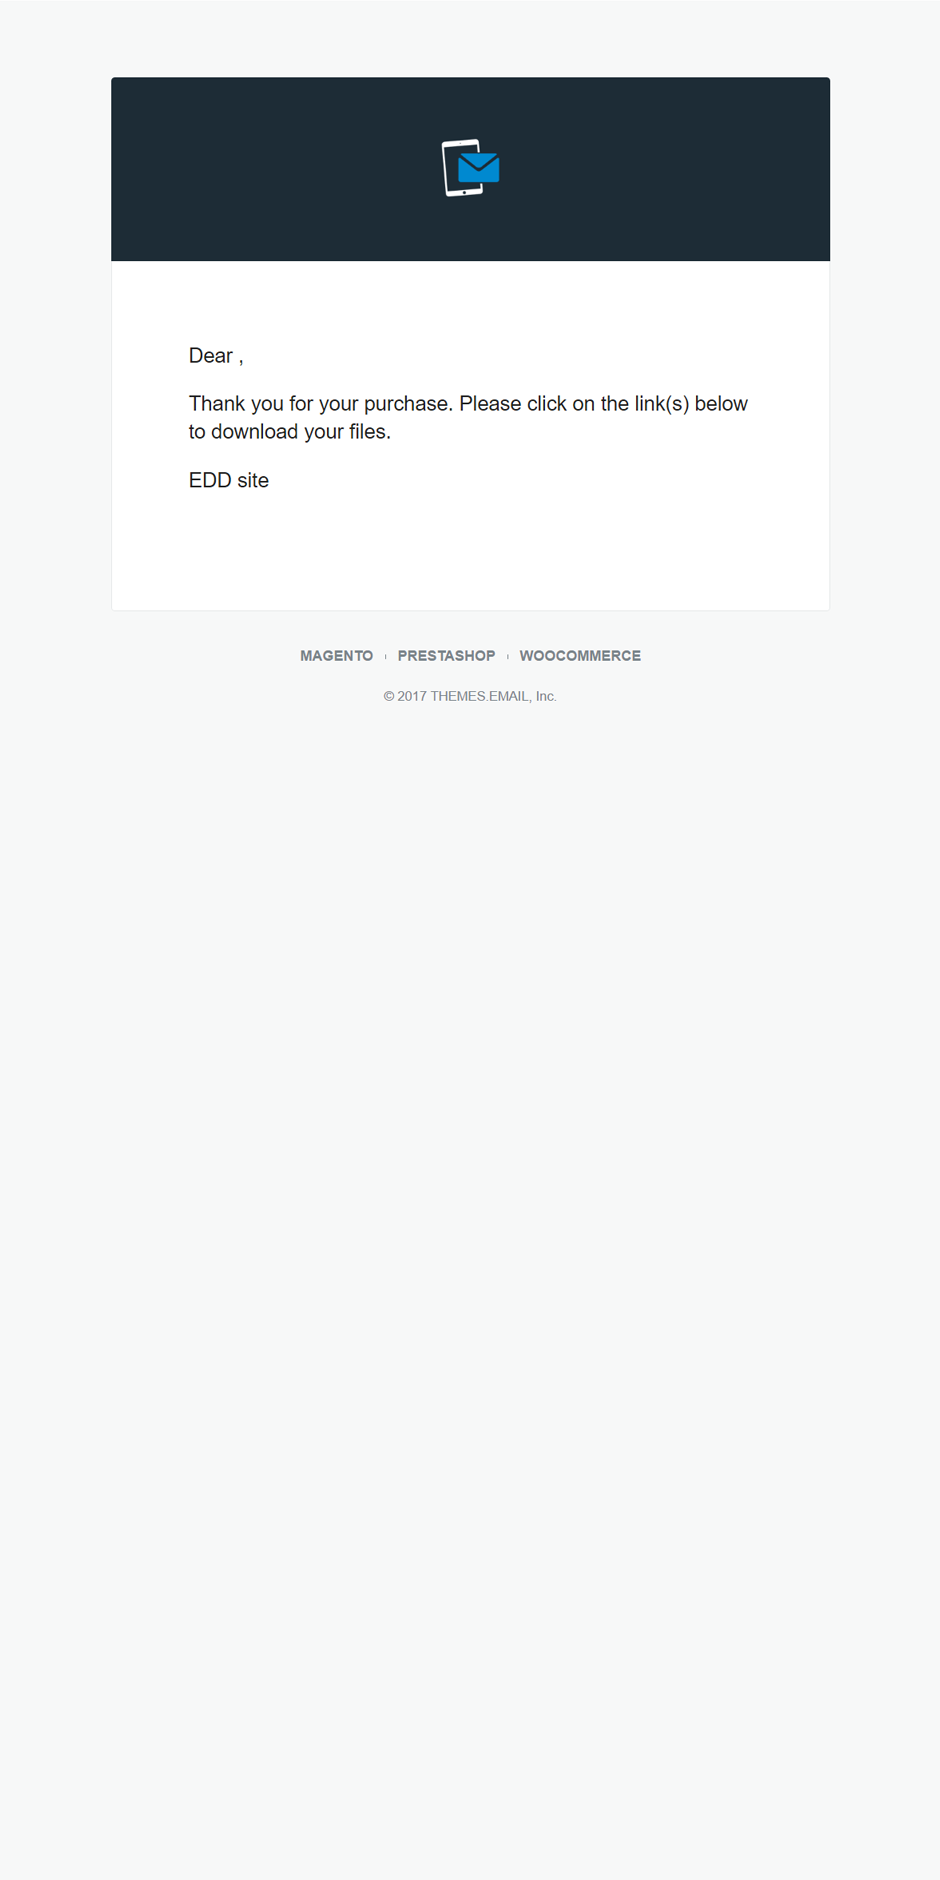 Dear ,
Thank you for your purchase. Please click on the link(s) below
to download your files.
EDD site
MAGENTO | PRESTASHOP | WOOCOMMERCE
© 2017 THEMES.EMAIL, Inc.